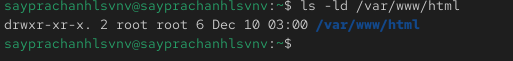 sayprachanhlsvnv@sayprachanhlsvnv:~$ ls -ld /var/www/html
drwxr-xr-x. 2 root root 6 Dec 10 03:00 /var/www/html
sayprachanhlsvnv@sayprachanhlsvnv:~$